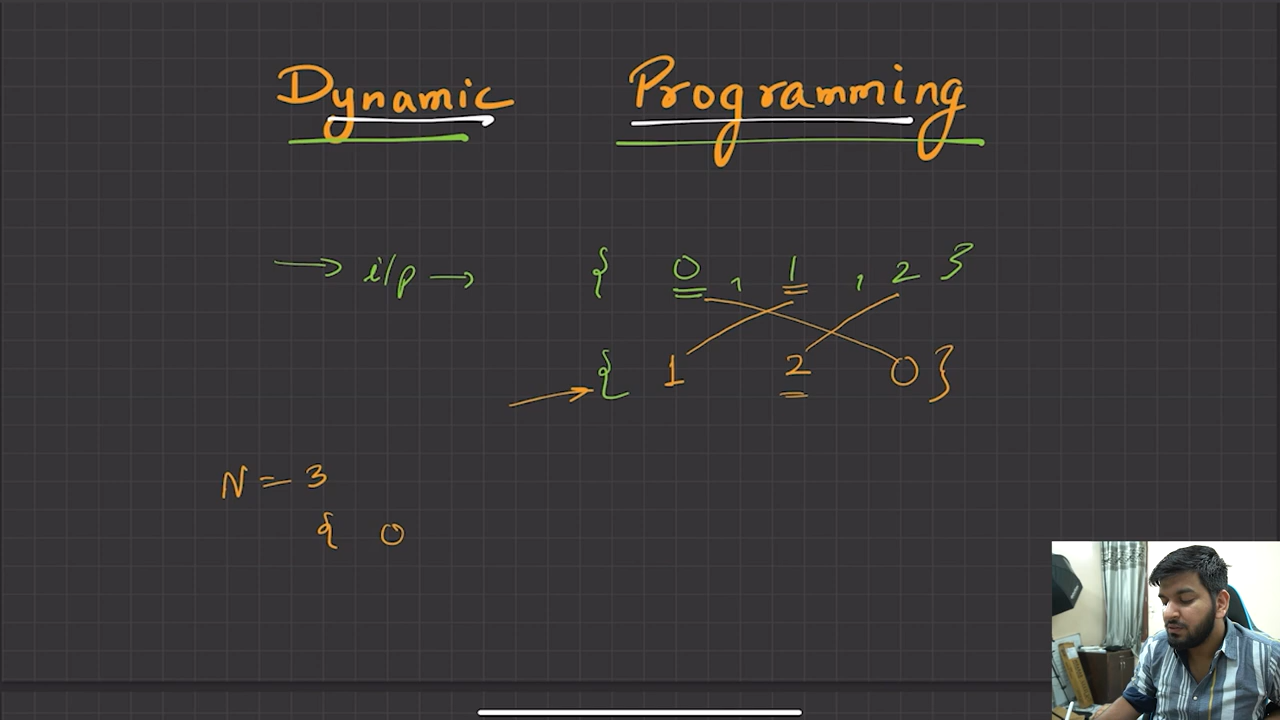 Dynamic Programming
→ i/p → { 0 , 1 , 2 }
{ 1 2 0 }
N = 3
{ 0